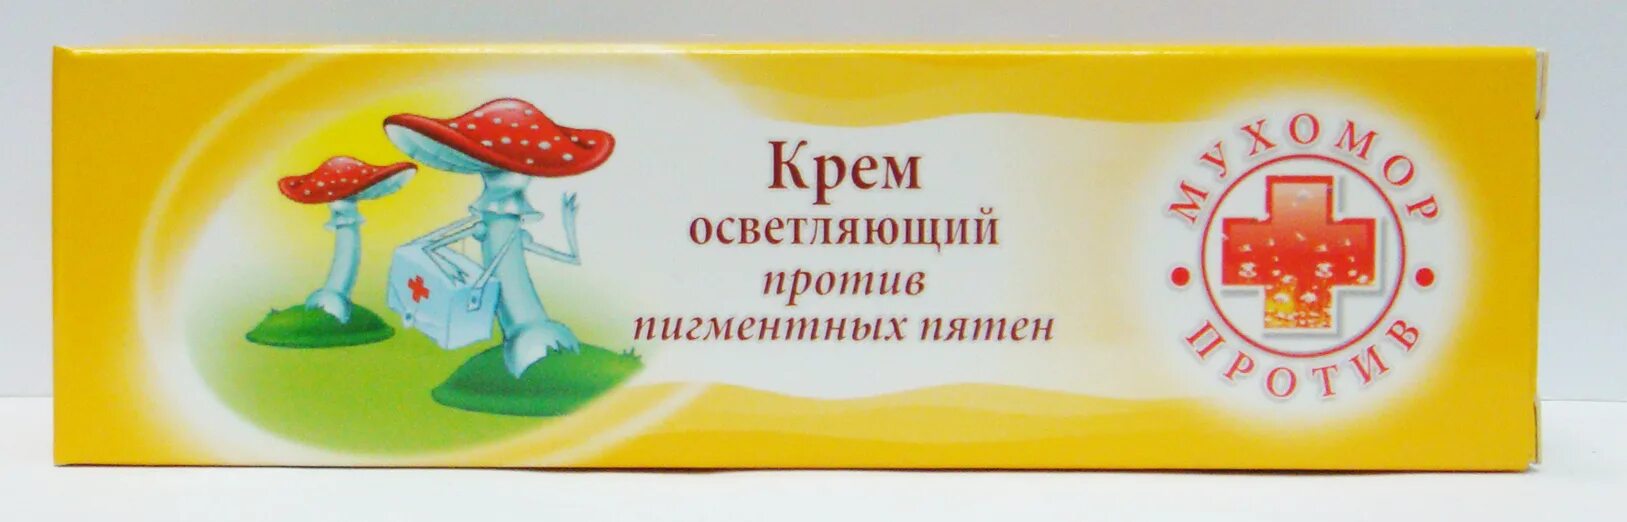 Крем
осветляющий
против
пигментных пятен
МУХОМОР
ПРОТИВ